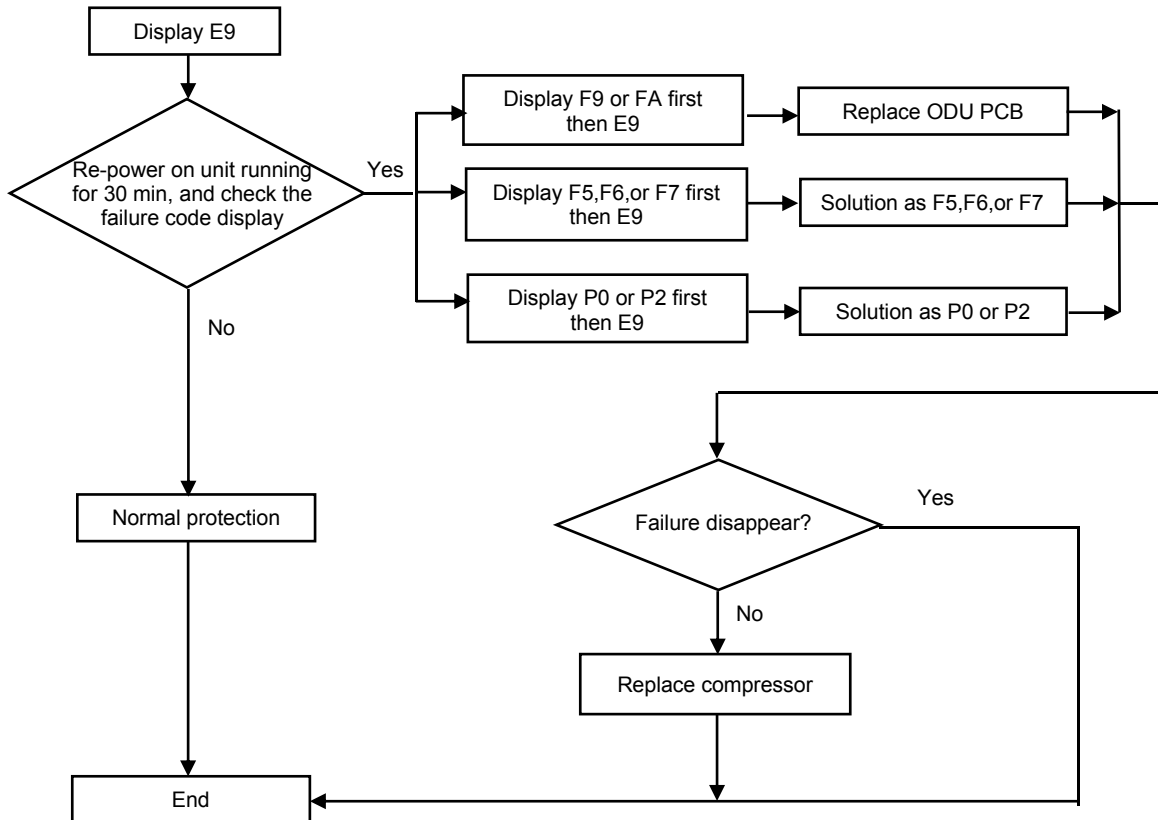 Display E9
Re-power on unit running
for 30 min, and check the
failure code display
Yes
Display F9 or FA first
then E9
Replace ODU PCB
Display F5,F6,or F7 first
then E9
Solution as F5,F6,or F7
Display P0 or P2 first
then E9
Solution as P0 or P2
No
Normal protection
Failure disappear?
Yes
No
Replace compressor
End